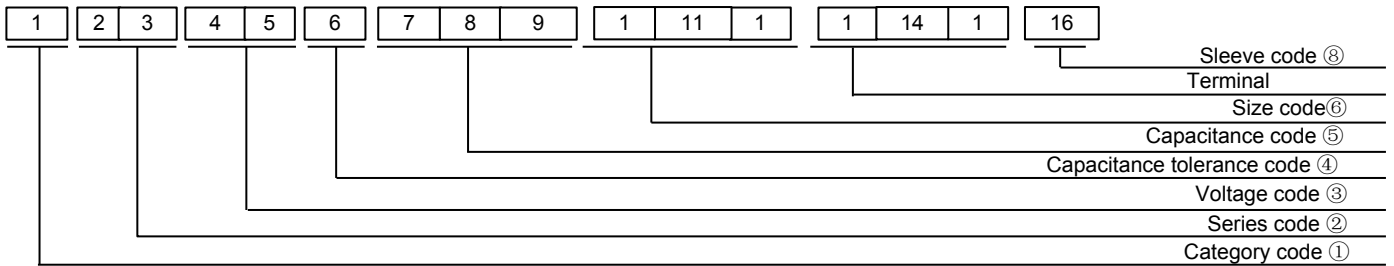 1 2 3 4 5 6 7 8 9 1 11 1 1 14 1 16
Sleeve code ⑧
Terminal
Size code⑥
Capacitance code ⑤
Capacitance tolerance code ④
Voltage code ③
Series code ②
Category code ①